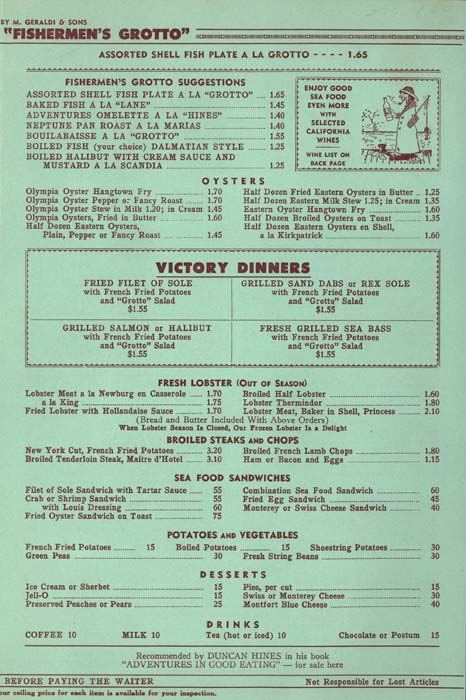 BY M. GERALDI & SONS
"FISHERMEN'S GROTTO"
ASSORTED SHELL FISH PLATE A LA GROTTO - - - - 1.65
FISHERMEN'S GROTTO SUGGESTIONS
ASSORTED SHELL FISH PLATE A LA "GROTTO" .... 1.65
BAKED FISH A LA "LANE" .... 1.45
ADVENTURES OMELETTE A LA "HINES" .... 1.40
NEPTUNE PAN ROAST A LA MARIAS .... 1.40
BOULIABAISSE A LA "GROTTO" .... 1.55
BOILED FISH (your choice) DALMATIAN STYLE .... 1.25
BOILED HALIBUT WITH CREAM SAUCE AND
MUSTARD A LA SCANDIA .... 1.25
ENJOY GOOD
SEA FOOD
EVEN MORE
WITH
SELECTED
CALIFORNIA
WINES
WINE LIST ON
BACK PAGE
OYSTERS
Olympia Oyster Hangtown Fry .... 1.70
Olympia Oyster Pepper or Fancy Roast .... 1.70
Olympia Oyster Stew in Milk 1.20; in Cream 1.45
Olympia Oysters, Fried in Butter .... 1.60
Half Dozen Eastern Oysters,
Plain, Pepper or Fancy Roast .... 1.45
Half Dozen Fried Eastern Oysters in Butter .. 1.25
Half Dozen Eastern Milk Stew 1.25; in Cream 1.35
Eastern Oyster Hangtown Fry .... 1.60
Half Dozen Broiled Oysters on Toast .... 1.35
Half Dozen Eastern Oysters en Shell,
a la Kirkpatrick .... 1.60
VICTORY DINNERS
FRIED FILET OF SOLE
with French Fried Potatoes
and "Grotto" Salad
$1.55
GRILLED SAND DABS or REX SOLE
with French Fried Potatoes
and "Grotto" Salad
$1.55
GRILLED SALMON or HALIBUT
with French Fried Potatoes
and "Grotto" Salad
$1.55
FRESH GRILLED SEA BASS
with French Fried Potatoes
and "Grotto" Salad
$1.55
FRESH LOBSTER (Out of Season)
Lobster Meat a la Newburg en Casserole .... 1.70
a la King .... 1.75
Fried Lobster with Hollandaise Sauce .... 1.70
Broiled Half Lobster .... 1.60
Lobster Thermindor .... 1.80
Lobster Meat, Baker in Shell, Princess .... 2.10
(Bread and Butter Included With Above Orders)
When Lobster Season Is Closed, Our Frozen Lobster Is a Delight
BROILED STEAKS AND CHOPS
New York Cut, French Fried Potatoes .... 3.20
Broiled Tenderloin Steak, Maitre d'Hotel .... 3.10
Broiled French Lamb Chops .... 1.80
Ham or Bacon and Eggs .... 1.15
SEA FOOD SANDWICHES
Filet of Sole Sandwich with Tartar Sauce .... 55
Crab or Shrimp Sandwich .... 55
with Louis Dressing .... 60
Fried Oyster Sandwich on Toast .... 75
Combination Sea Food Sandwich .... 60
Fried Egg Sandwich .... 45
Monterey or Swiss Cheese Sandwich .... 40
POTATOES AND VEGETABLES
French Fried Potatoes .... 15
Boiled Potatoes .... 15
Shoestring Potatoes .... 30
Green Peas .... 30
Fresh String Beans .... 30
DESSERTS
Ice Cream or Sherbet .... 15
Jell-O .... 15
Preserved Peaches or Pears .... 25
Pies, per cut .... 15
Swiss or Monterey Cheese .... 30
Montfort Blue Cheese .... 40
DRINKS
COFFEE 10 MILK 10 Tea (hot or iced) 10 Chocolate or Postum 15
Recommended by DUNCAN HINES in his book
"ADVENTURES IN GOOD EATING" — for sale here
BEFORE PAYING THE WAITER
Not Responsible for Lost Articles
our ceiling price for each item is available for your inspection.